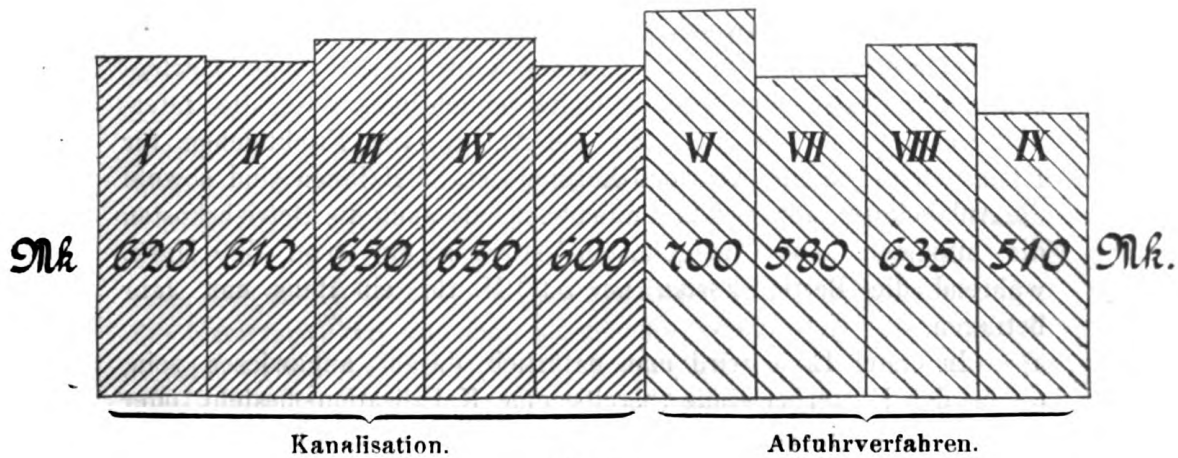 I II III IV V VI VII VIII IX
Mk 620 610 650 650 600 700 580 635 510 Mk.
Kanalisation. Abfuhrverfahren.